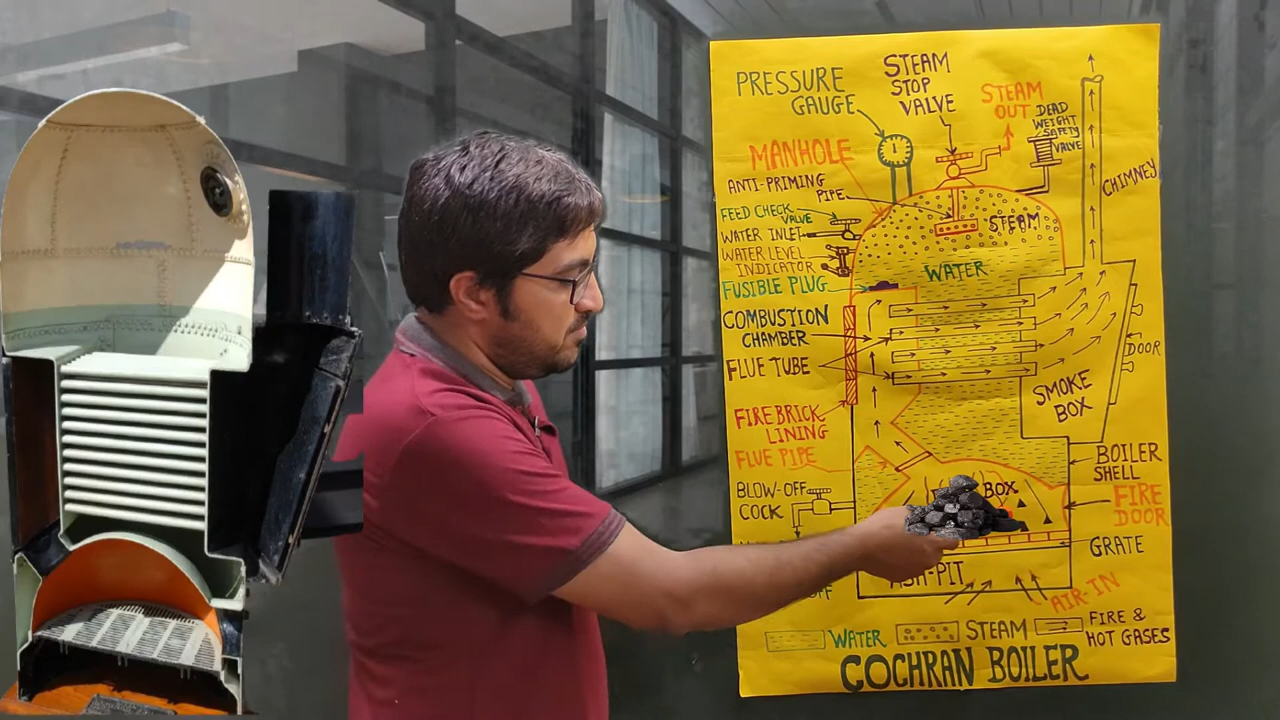 PRESSURE
GAUGE
STEAM
STOP
VALVE
STEAM
OUT
DEAD
WEIGHT
SAFETY
VALVE
MANHOLE
ANTI-PRIMING
PIPE
CHIMNEY
FEED CHECK
VALVE
STEAM
WATER INLET
WATER LEVEL
INDICATOR
WATER
FUSIBLE PLUG
COMBUSTION
CHAMBER
FLUE TUBE
DOOR
SMOKE
BOX
FIREBRICK
LINING
FLUE PIPE
BOILER
SHELL
BLOW-OFF
COCK
BOX
FIRE
DOOR
GRATE
ASH-PIT
AIR-IN
WATER
STEAM
FIRE &
HOT GASES
COCHRAN BOILER